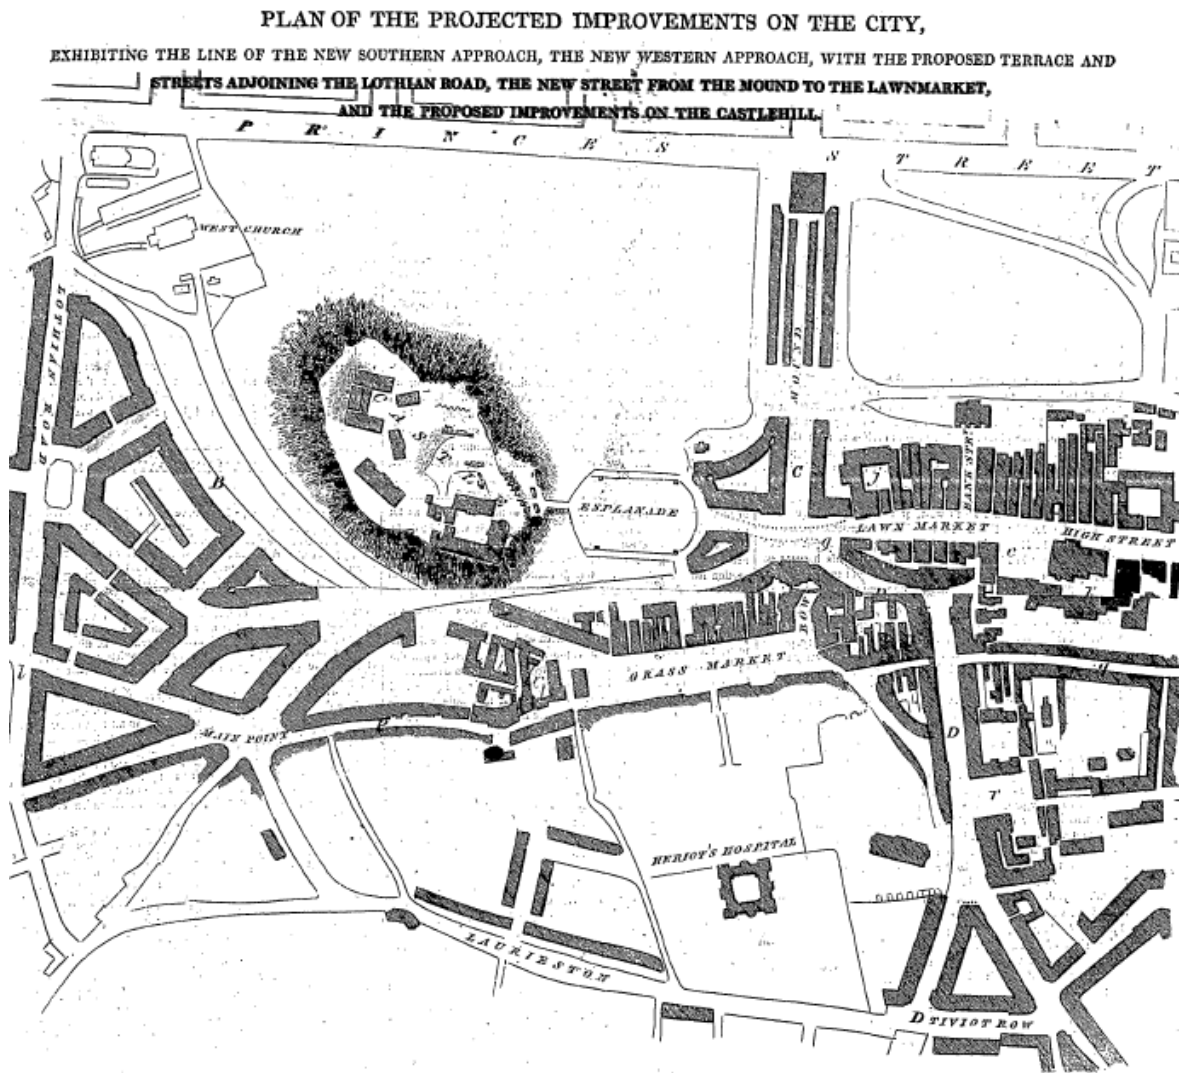 PLAN OF THE PROJECTED IMPROVEMENTS ON THE CITY,
EXHIBITING THE LINE OF THE NEW SOUTHERN APPROACH, THE NEW WESTERN APPROACH, WITH THE PROPOSED TERRACE AND
STREETS ADJOINING THE LOTHIAN ROAD, THE NEW STREET FROM THE MOUND TO THE LAWNMARKET,
AND THE PROPOSED IMPROVEMENTS ON THE CASTLEHILL.
PRINCES STREET
WEST CHURCH
LOTHIAN ROAD
MOUND
CASTLE
B
ESPLANADE
C
f
BANK STREET
LAWN MARKET
HIGH STREET
g
e
BOW
GRASS MARKET
l
MAIN POINT
D
HERIOT'S HOSPITAL
LAURIESTON
D TIVIOT ROW